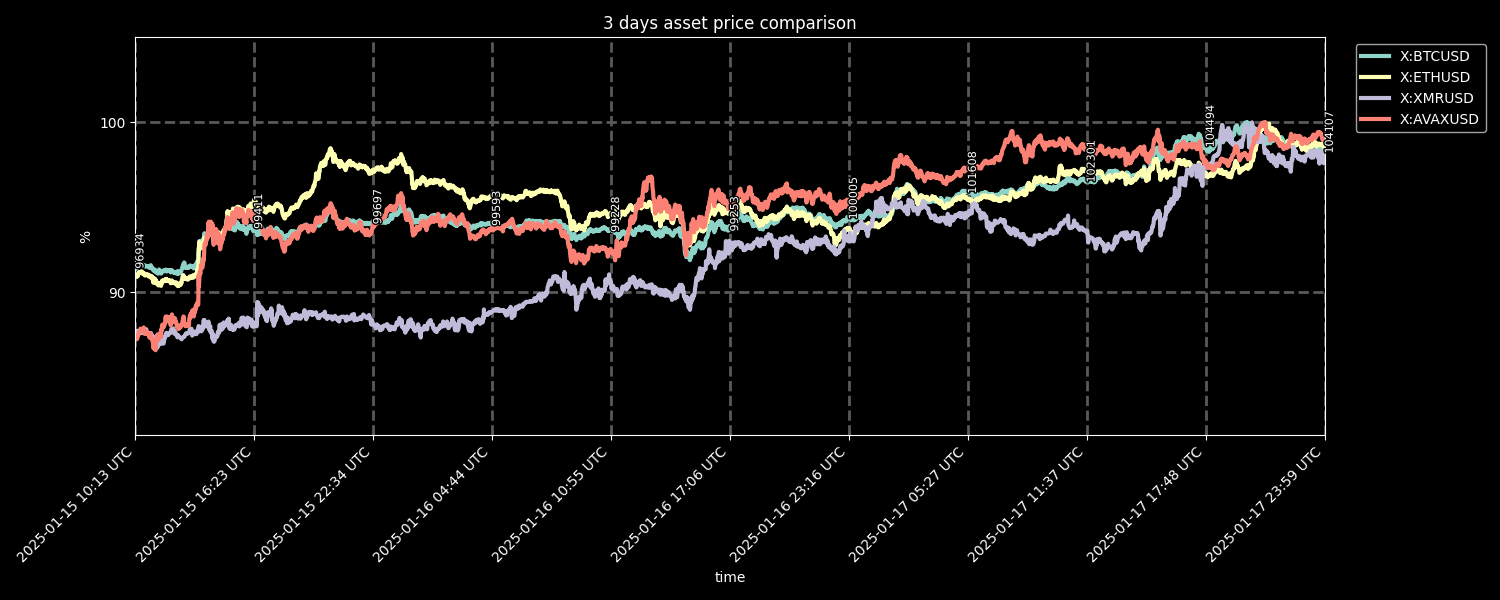 3 days asset price comparison
X:BTCUSD
X:ETHUSD
X:XMRUSD
X:AVAXUSD
100
90
%
96934
99411
99697
99593
99228
99253
100005
101608
102301
104494
104107
2025-01-15 10:13 UTC
2025-01-15 16:23 UTC
2025-01-15 22:34 UTC
2025-01-16 04:44 UTC
2025-01-16 10:55 UTC
2025-01-16 17:06 UTC
2025-01-16 23:16 UTC
2025-01-17 05:27 UTC
2025-01-17 11:37 UTC
2025-01-17 17:48 UTC
2025-01-17 23:59 UTC
time